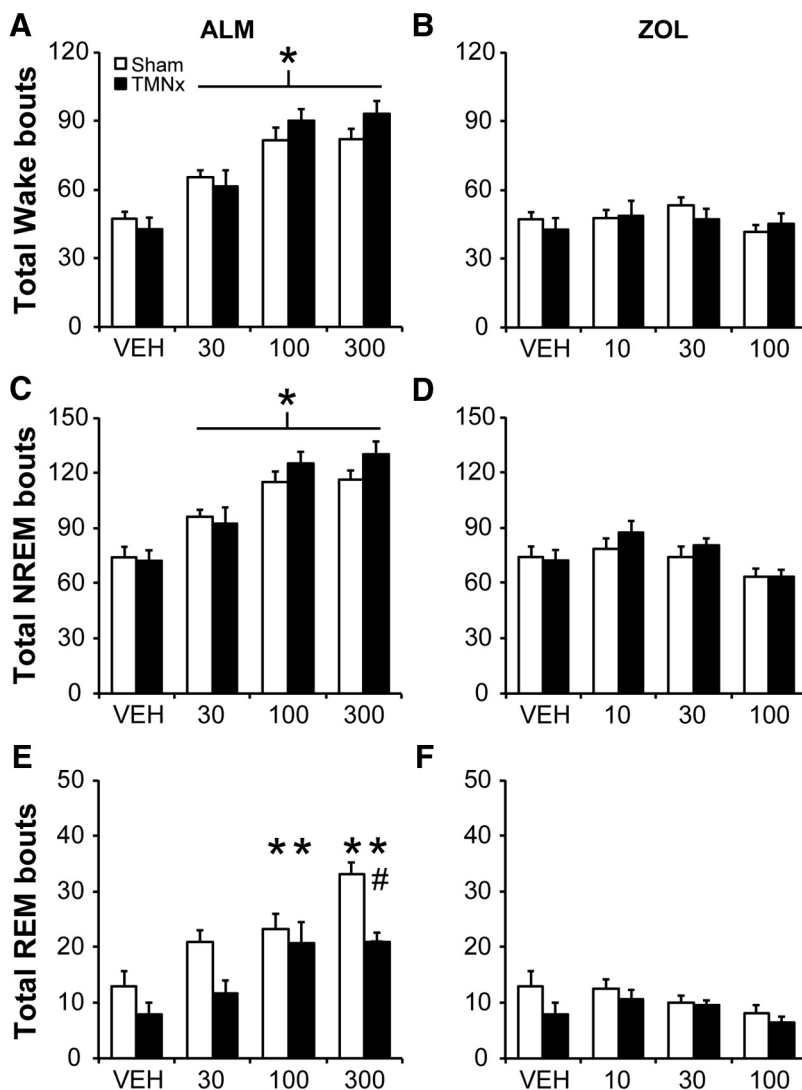 A
ALM
B
ZOL
Total Wake bouts
120
90
60
30
0
Sham
TMNx
*
VEH 30 100 300
120
90
60
30
0
VEH 10 30 100
C
D
Total NREM bouts
150
120
90
60
30
0
*
VEH 30 100 300
150
120
90
60
30
0
VEH 10 30 100
E
F
Total REM bouts
50
40
30
20
10
0
* * * *
#
VEH 30 100 300
50
40
30
20
10
0
VEH 10 30 100